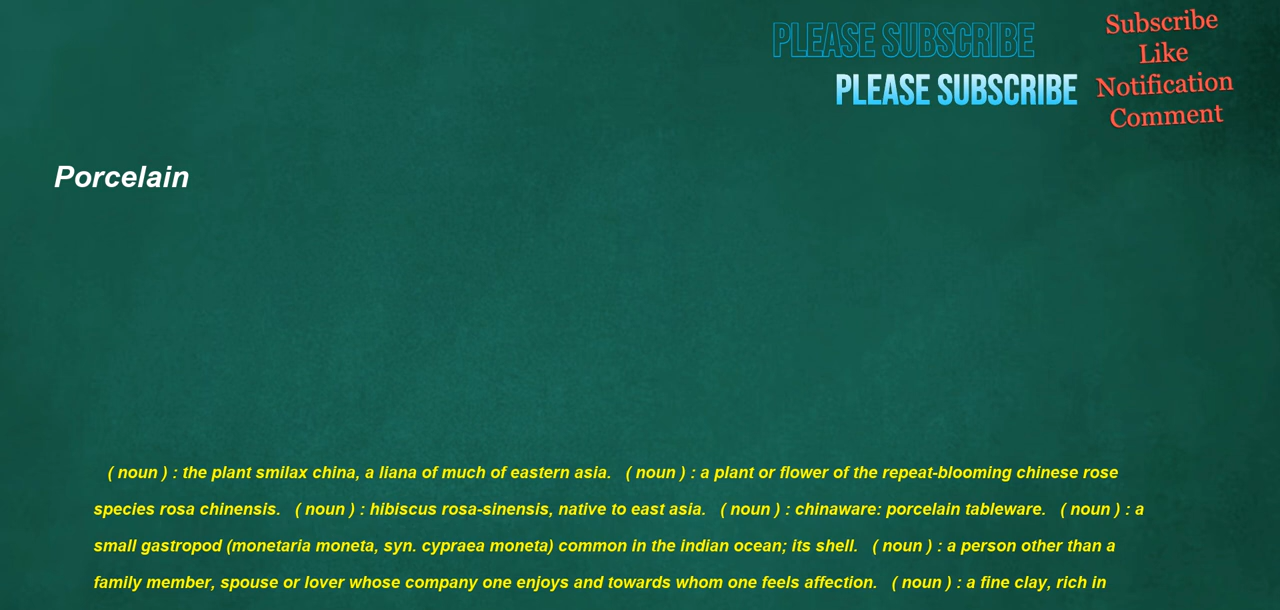 PLEASE SUBSCRIBE
PLEASE SUBSCRIBE
Subscribe
Like
Notification
Comment
Porcelain
( noun ) : the plant smilax china, a liana of much of eastern asia. ( noun ) : a plant or flower of the repeat-blooming chinese rose
species rosa chinensis. ( noun ) : hibiscus rosa-sinensis, native to east asia. ( noun ) : chinaware: porcelain tableware. ( noun ) : a
small gastropod (monetaria moneta, syn. cypraea moneta) common in the indian ocean; its shell. ( noun ) : a person other than a
family member, spouse or lover whose company one enjoys and towards whom one feels affection. ( noun ) : a fine clay, rich in